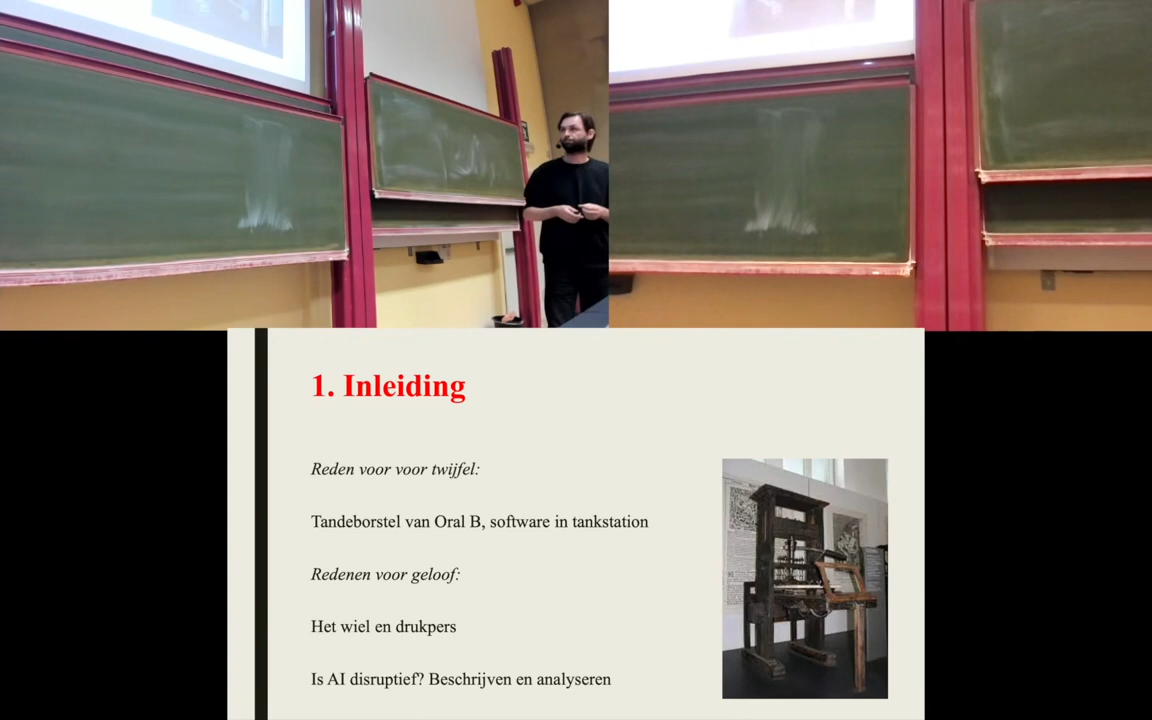 1. Inleiding
Reden voor voor twijfel:
Tandeborstel van Oral B, software in tankstation
Redenen voor geloof:
Het wiel en drukpers
Is AI disruptief? Beschrijven en analyseren